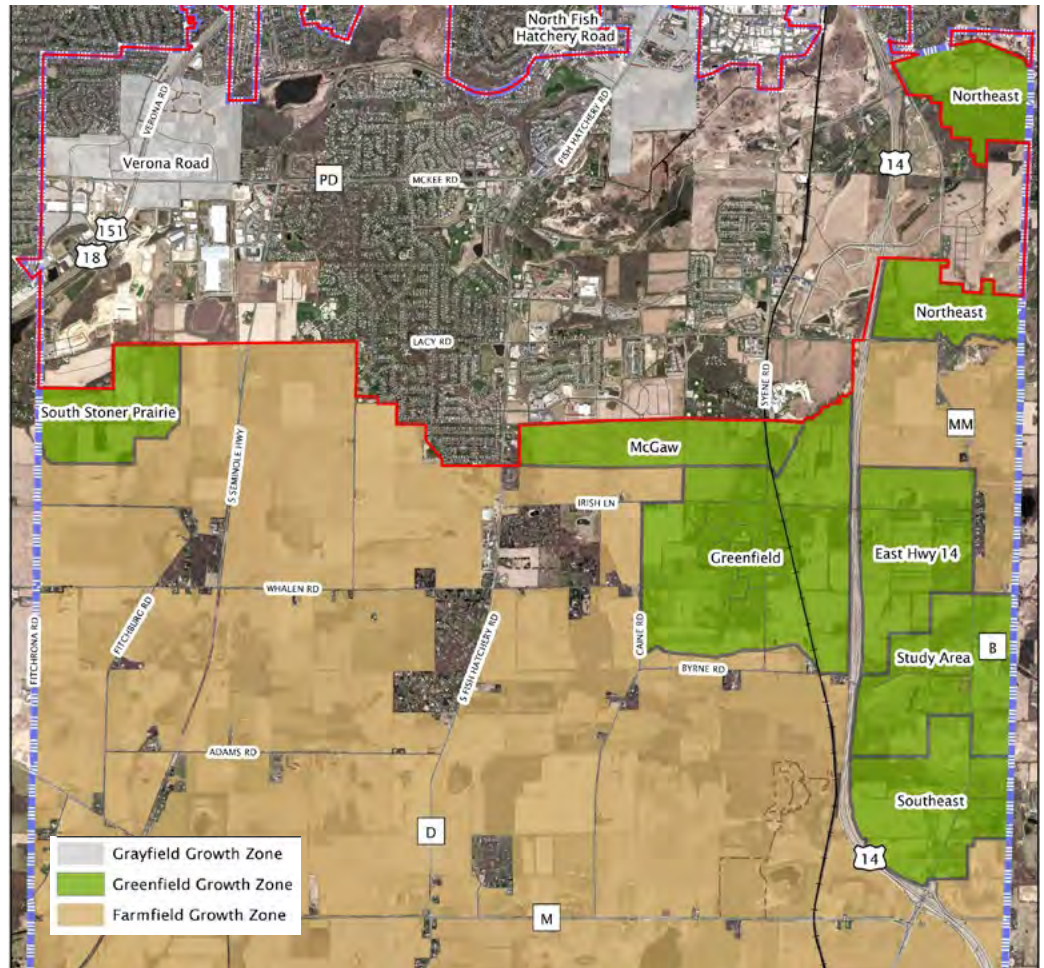 North Fish
Hatchery Road
Northeast
VERONA RD
FISH HATCHERY RD
Verona Road
PD
MCKEE RD
14
151
18
Northeast
LACY RD
SYENE RD
South Stoner Prairie
MM
McGaw
S SEMINOLE HWY
IRISH LN
Greenfield
East Hwy 14
WHALEN RD
FITCHRONA RD
FITCHBURG RD
S FISH HATCHERY RD
CAINE RD
B
Study Area
BYRNE RD
ADAMS RD
Southeast
D
14
Grayfield Growth Zone
Greenfield Growth Zone
Farmfield Growth Zone
M